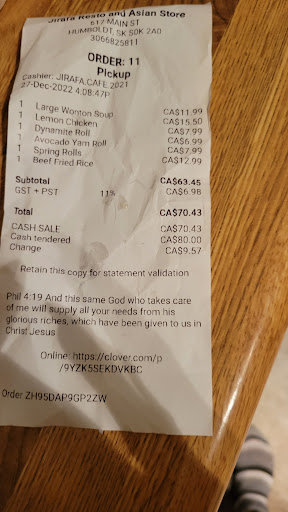 Jirafa Resto and Asian Store
617 MAIN ST
HUMBOLDT, SK S0K 2A0
3066825811
ORDER: 11
Pickup
Cashier: JIRAFA.CAFE.2021
27-Dec-2022 4:08:47P
1 Large Wonton Soup CA$11.99
1 Lemon Chicken CA$15.50
1 Dynamite Roll CA$7.99
1 Avocado Yam Roll CA$6.99
1 Spring Rolls CA$7.99
1 Beef Fried Rice CA$12.99
Subtotal CA$63.45
GST + PST 11% CA$6.98
Total CA$70.43
CASH SALE CA$70.43
Cash tendered CA$80.00
Change CA$9.57
Retain this copy for statement validation
Phil 4:19 And this same God who takes care
of me will supply all your needs from his
glorious riches, which have been given to us in
Christ Jesus
Online: https://clover.com/p
/9YZK5SEKDVKBC
Order ZH95DAP9GP2ZW